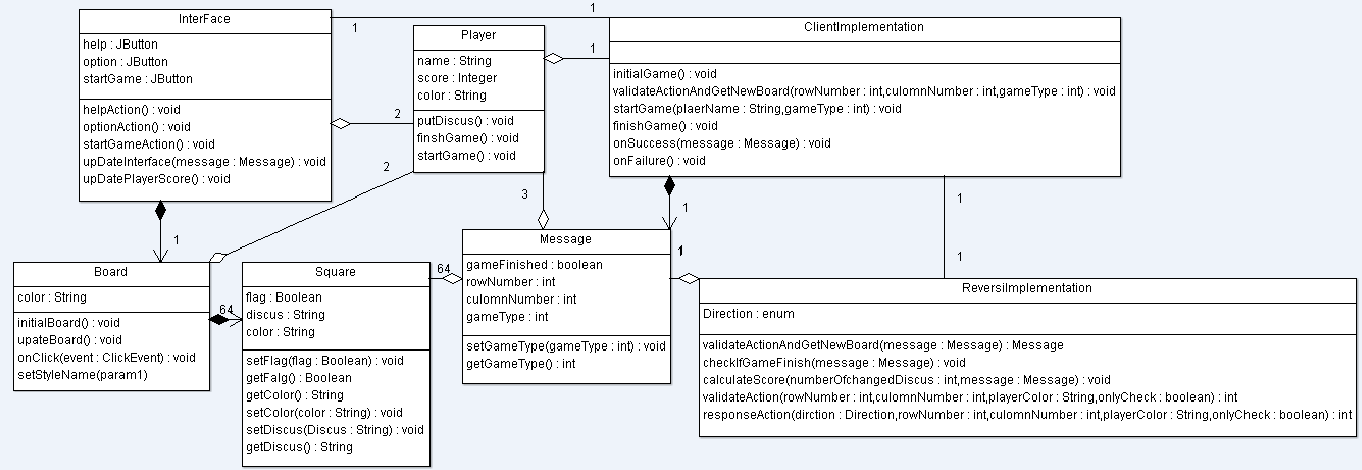 InterFace
help : JButton
option : JButton
startGame : JButton
helpAction() : void
optionAction() : void
startGameAction() : void
upDateInterface(message : Message) : void
upDatePlayerScore() : void
1
1
Player
name : String
score : Integer
color : String
putDiscus() : void
finshGame() : void
startGame() : void
1
2
2
3
ClientImplementation
initialGame() : void
validateActionAndGetNewBoard(rowNumber : int,culomnNumber : int,gameType : int) : void
startGame(plaerName : String,gameType : int) : void
finishGame() : void
onSuccess(message : Message) : void
onFailure() : void
1
1
1
1
1
Board
color : String
initialBoard() : void
upateBoard() : void
onClick(event : ClickEvent) : void
setStyleName(param1)
64
Square
flag : Boolean
discus : String
color : String
setFlag(flag : Boolean) : void
getFalg() : Boolean
getColor() : String
setColor(color : String) : void
setDiscus(Discus : String) : void
getDiscus() : String
64
Message
gameFinished : boolean
rowNumber : int
culomnNumber : int
gameType : int
setGameType(gameType : int) : void
getGameType() : int
ReversiImplementation
Direction : enum
validateActionAndGetNewBoard(message : Message) : Message
checkIfGameFinish(message : Message) : void
calculateScore(numberOfchangedDiscus : int,message : Message) : void
validateAction(rowNumber : int,culomnNumber : int,playerColor : String,onlyCheck : boolean) : int
responseAction(dirction : Direction,rowNumber : int,culomnNumber : int,playerColor : String,onlyCheck : boolean) : int